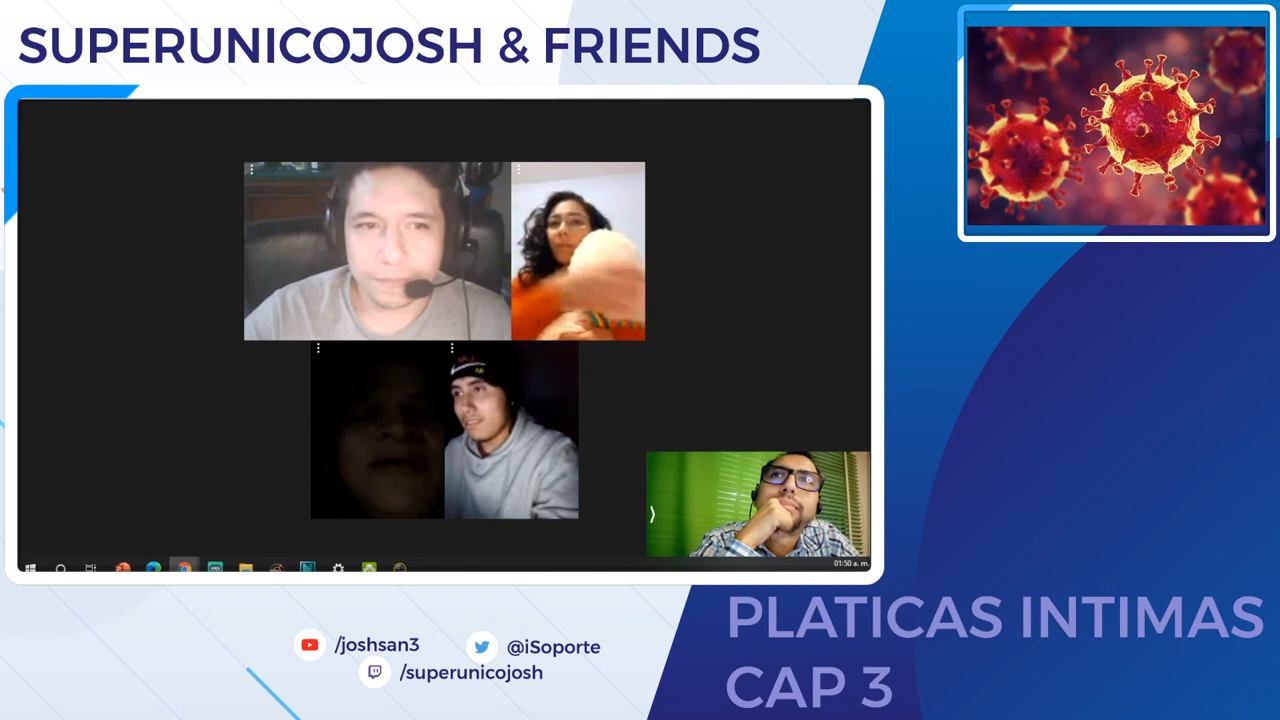 SUPERUNICOJOSH & FRIENDS
01:50 a. m.
/joshsan3
@iSoporte
/superunicojosh
PLATICAS INTIMAS
CAP 3